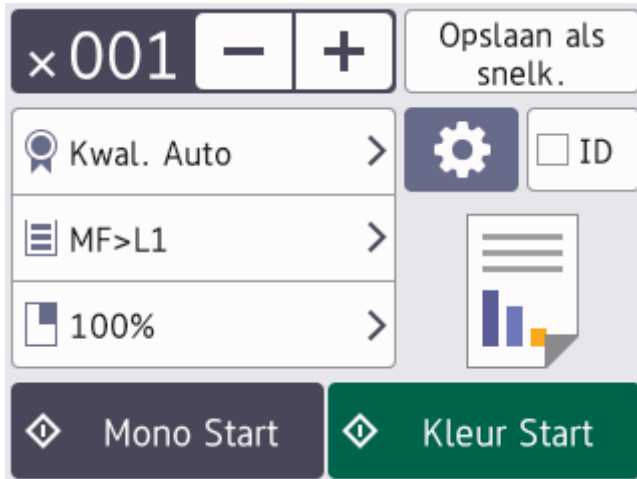 ×001 − +
Opslaan als
snelk.
Kwal. Auto
ID
MF>L1
100%
Mono Start
Kleur Start